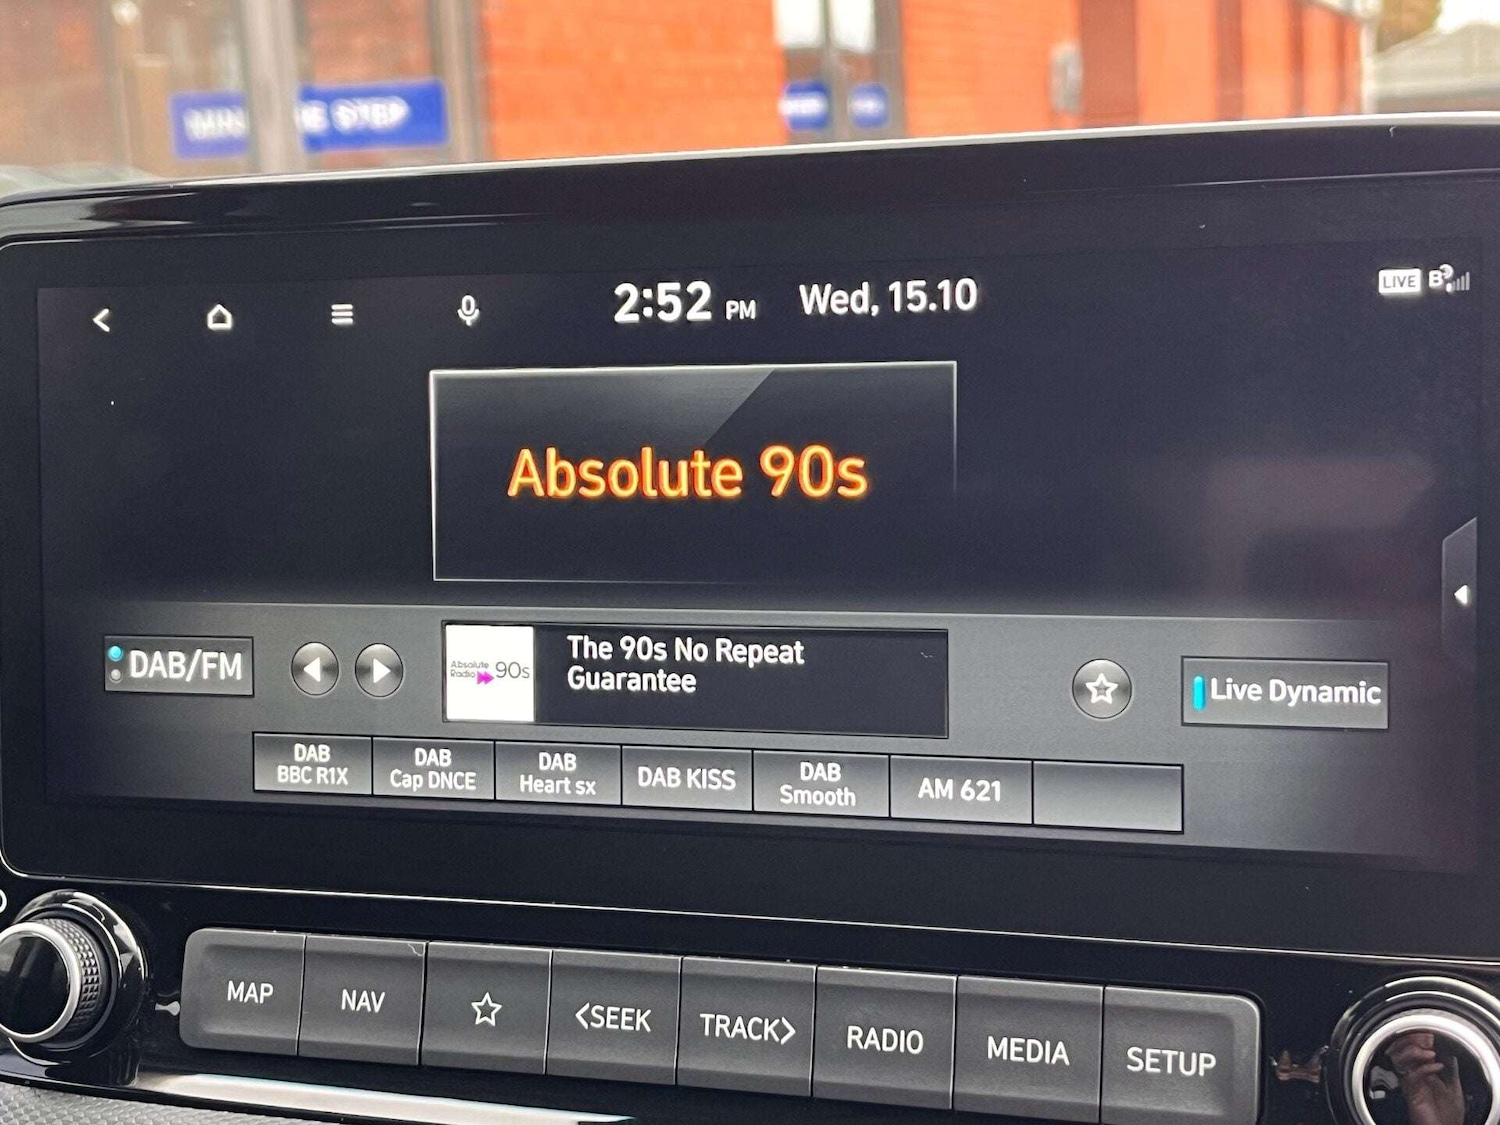 THE STEP
2:52 PM Wed, 15.10
LIVE
B
Absolute 90s
DAB/FM
Absolute
Radio 90s
The 90s No Repeat
Guarantee
Live Dynamic
DAB
BBC R1X
DAB
Cap DNCE
DAB
Heart sx
DAB KISS
DAB
Smooth
AM 621
MAP
NAV
<SEEK
TRACK>
RADIO
MEDIA
SETUP